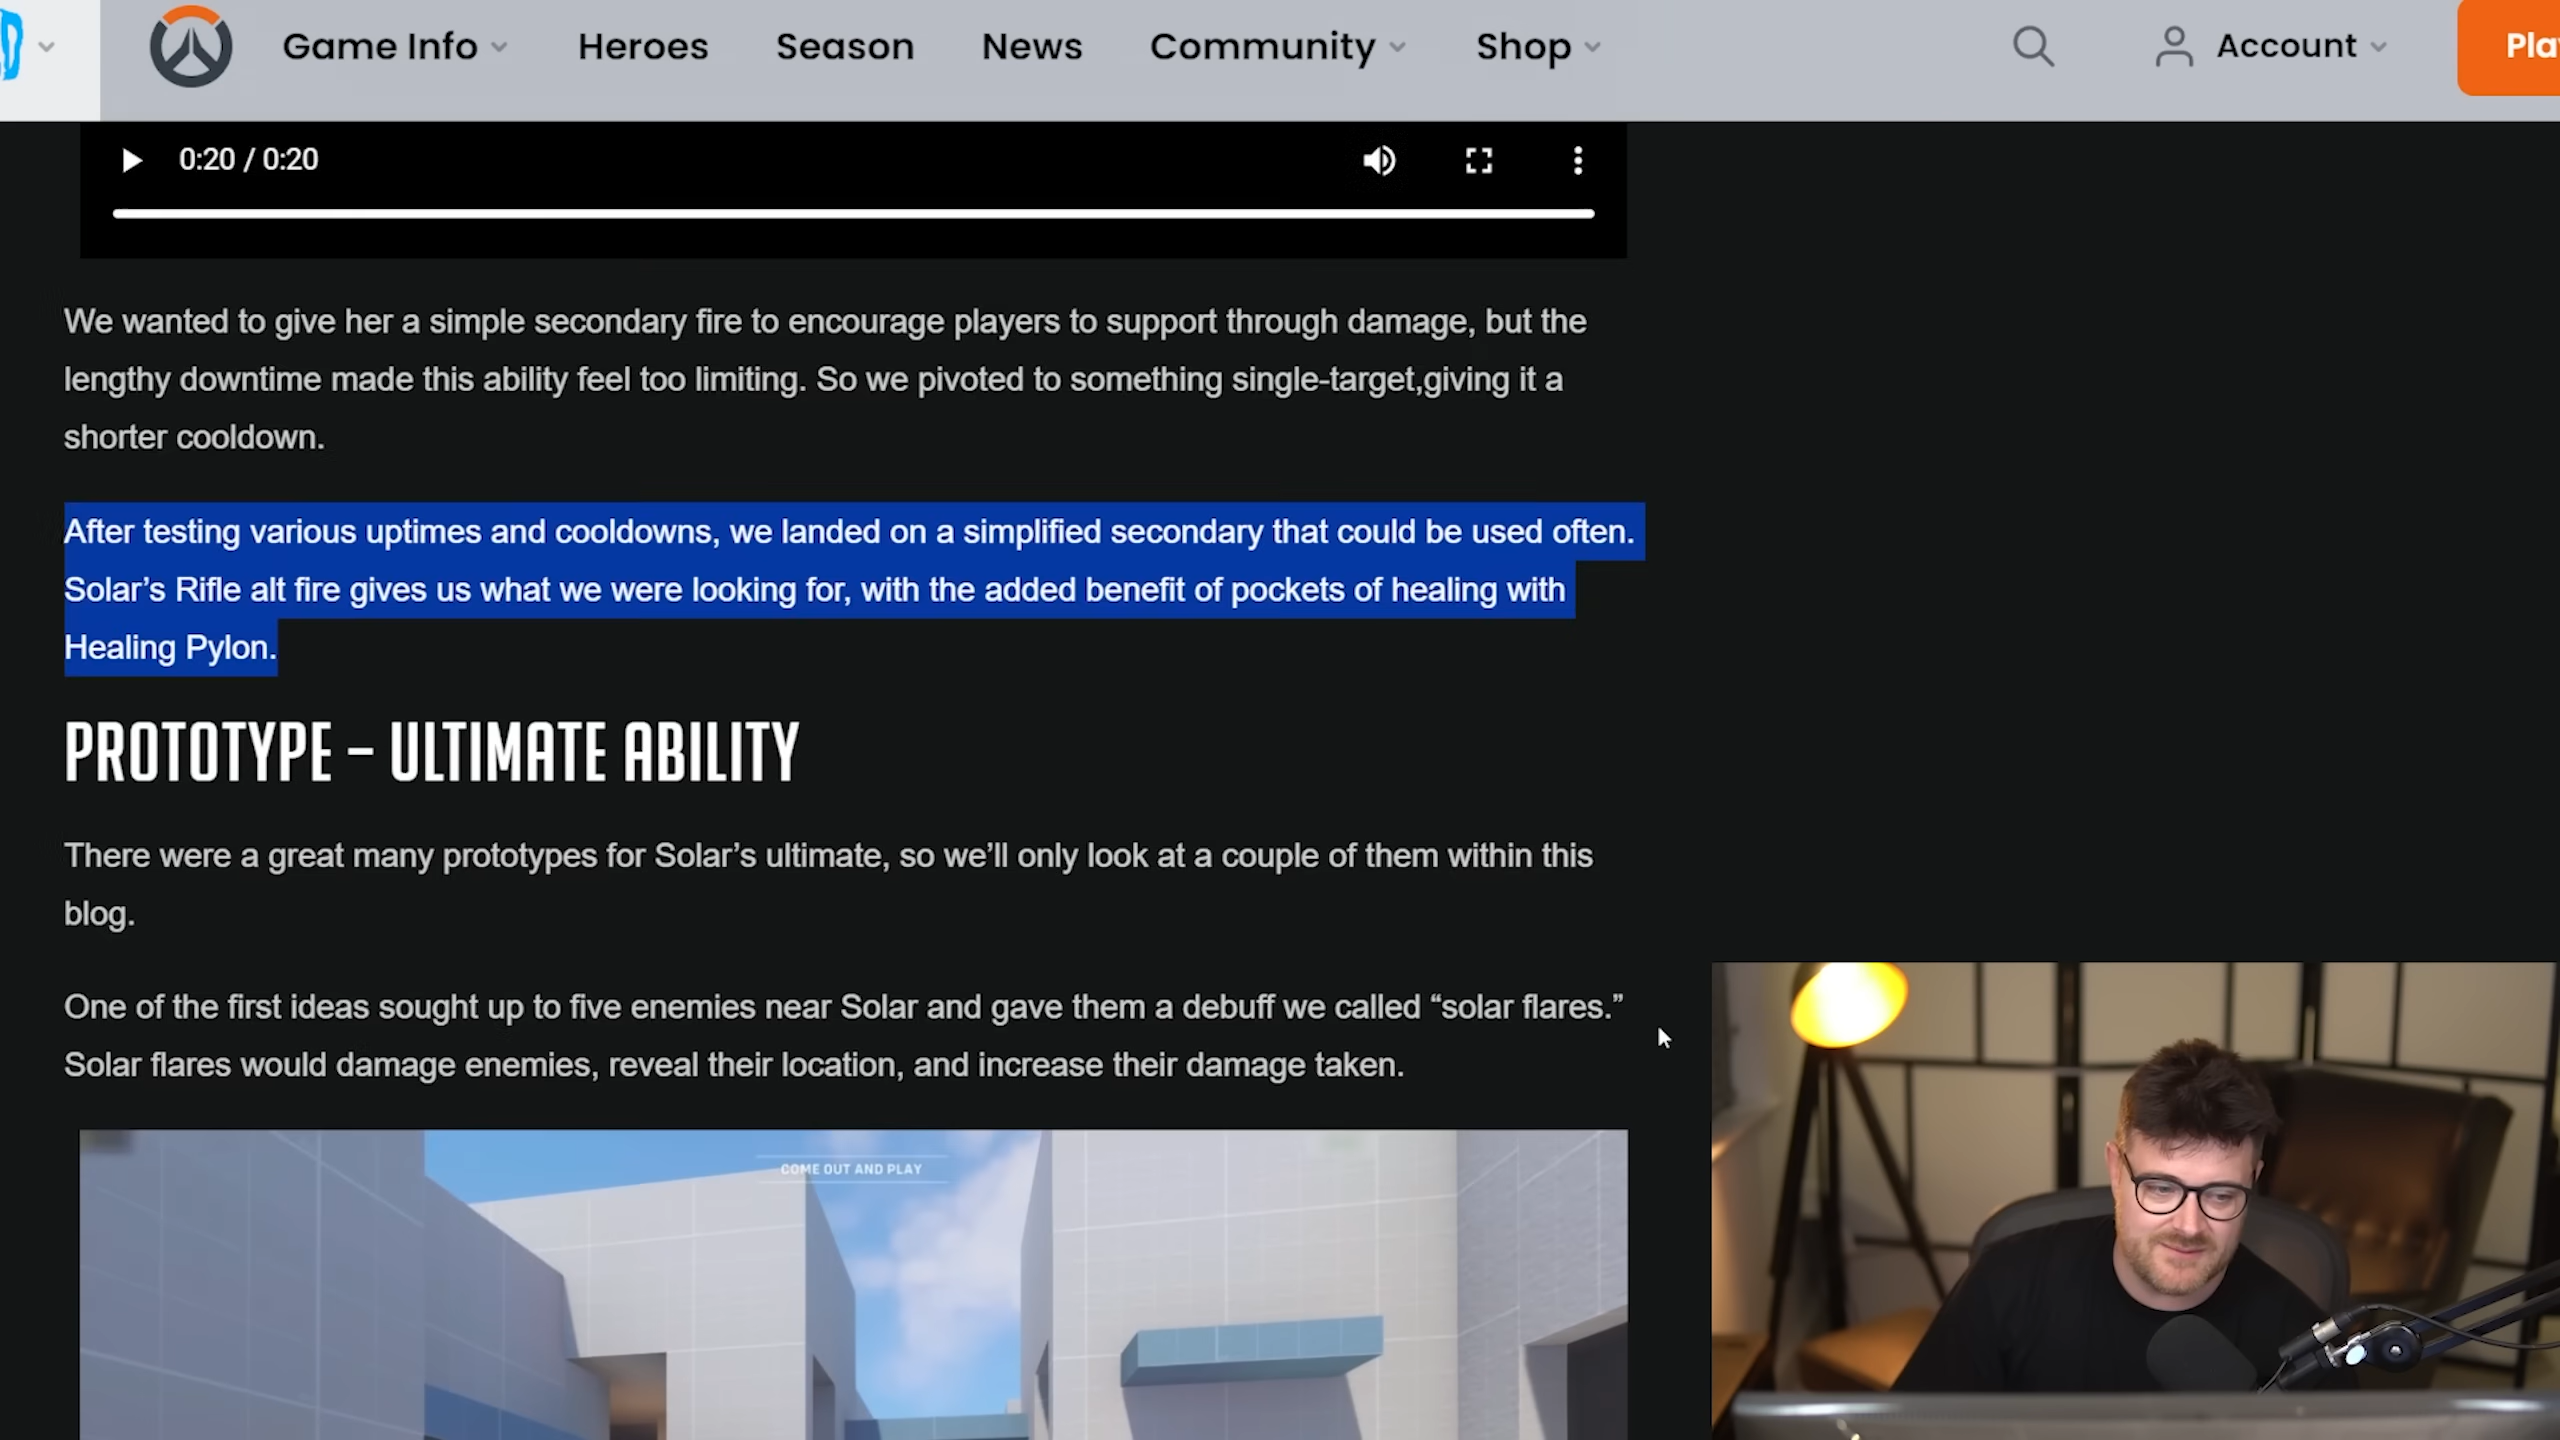 Game Info
Heroes
Season
News
Community
Shop
Account
0:20 / 0:20
We wanted to give her a simple secondary fire to encourage players to support through damage, but the
lengthy downtime made this ability feel too limiting. So we pivoted to something single-target,giving it a
shorter cooldown.
After testing various uptimes and cooldowns, we landed on a simplified secondary that could be used often.
Solar’s Rifle alt fire gives us what we were looking for, with the added benefit of pockets of healing with
Healing Pylon.
PROTOTYPE – ULTIMATE ABILITY
There were a great many prototypes for Solar’s ultimate, so we’ll only look at a couple of them within this
blog.
One of the first ideas sought up to five enemies near Solar and gave them a debuff we called “solar flares.”
Solar flares would damage enemies, reveal their location, and increase their damage taken.
COME OUT AND PLAY